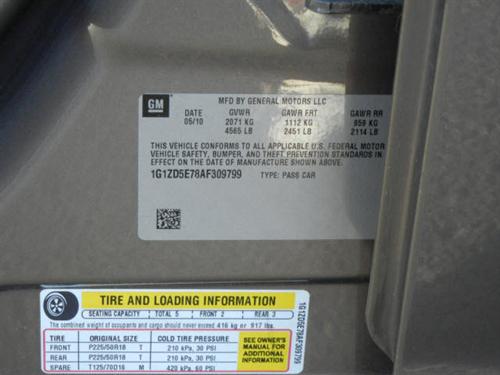 GM
MFD BY GENERAL MOTORS LLC
DATE GVWR GAWR FRT GAWR RR
05/10 2071 KG 1112 KG 959 KG
4565 LB 2451 LB 2114 LB
THIS VEHICLE CONFORMS TO ALL APPLICABLE U.S. FEDERAL MOTOR
VEHICLE SAFETY, BUMPER, AND THEFT PREVENTION STANDARDS IN
EFFECT ON THE DATE OF MANUFACTURE SHOWN ABOVE.
1G1ZD5E78AF309799 TYPE: PASS CAR
TIRE AND LOADING INFORMATION
SEATING CAPACITY TOTAL 5 FRONT 2 REAR 3
The combined weight of occupants and cargo should never exceed 416 kg or 917 lbs.
TIRE ORIGINAL SIZE COLD TIRE PRESSURE
FRONT P225/50R18 T 210 kPa, 30 PSI
REAR P225/50R18 T 210 kPa, 30 PSI
SPARE T125/70D16 M 420 kPa, 60 PSI
SEE OWNER'S
MANUAL FOR
ADDITIONAL
INFORMATION
1G1ZD5E78AF309799